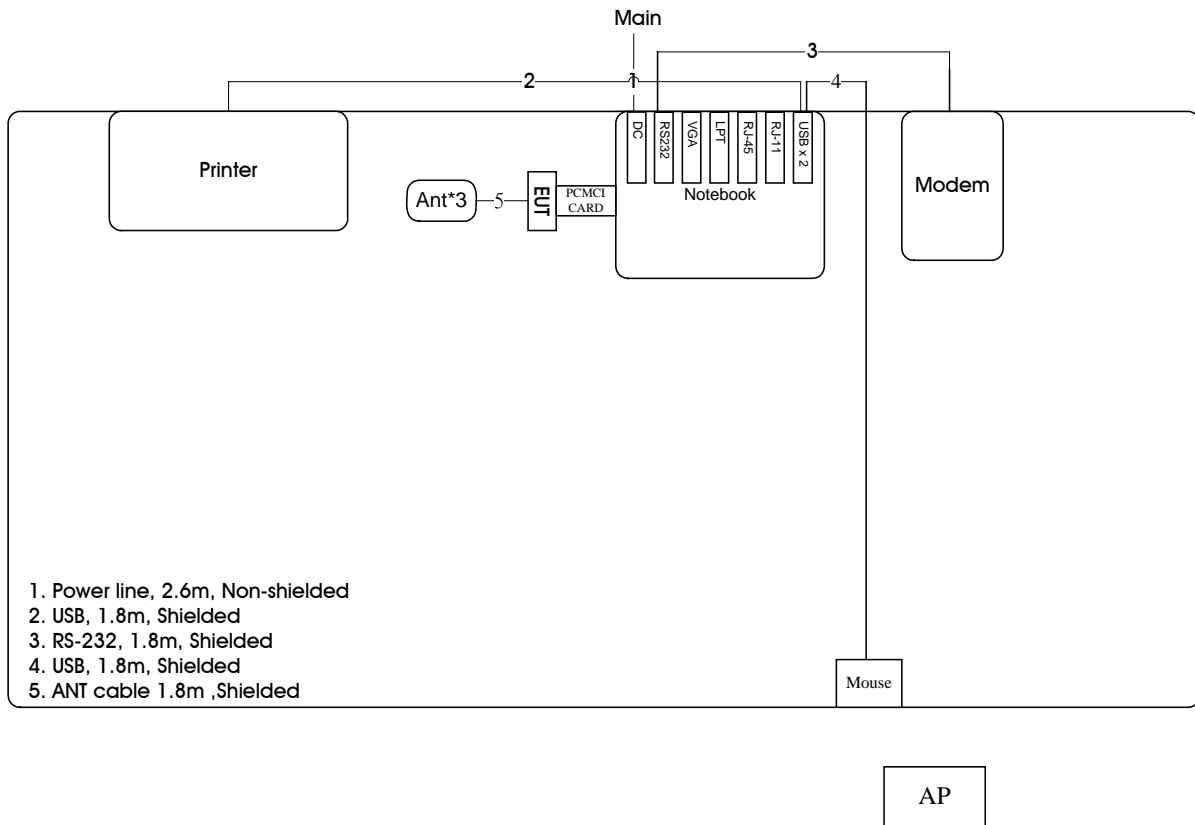 Main
3
2
1
4
DC
RS232
VGA
LPT
RJ-45
RJ-11
USB x 2
Printer
Ant*3
5
EUT
PCMCI
CARD
Notebook
Modem
1. Power line, 2.6m, Non-shielded
2. USB, 1.8m, Shielded
3. RS-232, 1.8m, Shielded
4. USB, 1.8m, Shielded
5. ANT cable 1.8m ,Shielded
Mouse
AP